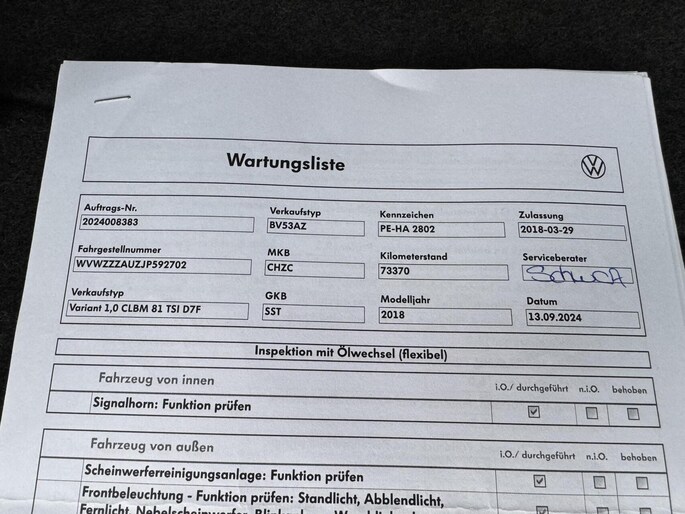 Wartungsliste
Auftrags-Nr. Verkaufstyp Kennzeichen Zulassung
2024008383 BV53AZ PE-HA 2802 2018-03-29
Fahrgestellnummer MKB Kilometerstand Serviceberater
WVWZZZAUZJP592702 CHZC 73370
Verkaufstyp GKB Modelljahr Datum
Variant 1,0 CLBM 81 TSI D7F SST 2018 13.09.2024
Inspektion mit Ölwechsel (flexibel)
Fahrzeug von innen i.O./ durchgeführt n.i.O. behoben
Signalhorn: Funktion prüfen
Fahrzeug von außen i.O./ durchgeführt n.i.O. behoben
Scheinwerferreinigungsanlage: Funktion prüfen
Frontbeleuchtung - Funktion prüfen: Standlicht, Abblendlicht,
Fernlicht, Nebelscheinwerfer,